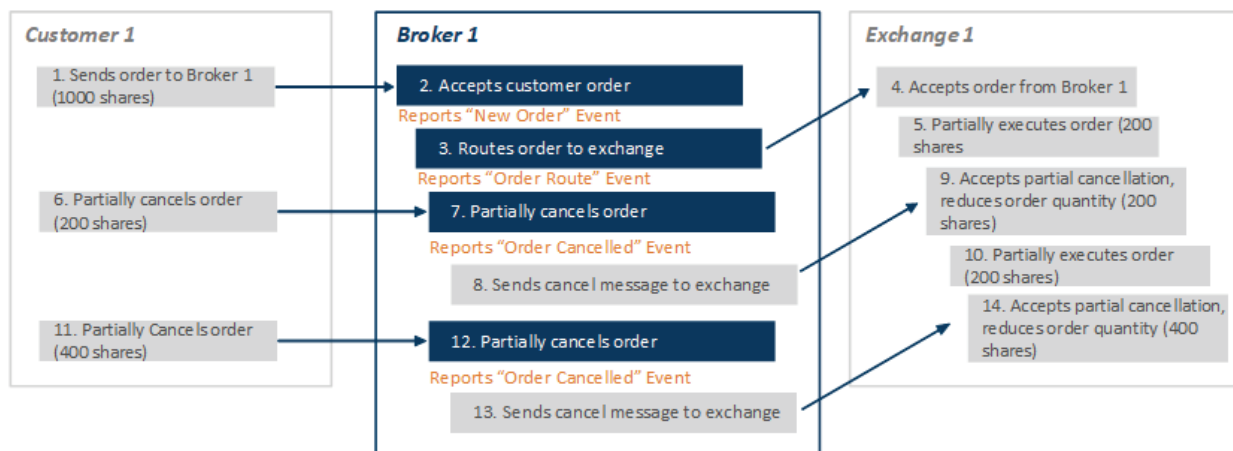 Customer 1
1. Sends order to Broker 1
(1000 shares)
6. Partially cancels order
(200 shares)
11. Partially Cancels order
(400 shares)
Broker 1
2. Accepts customer order
Reports “New Order” Event
3. Routes order to exchange
Reports “Order Route” Event
7. Partially cancels order
Reports “Order Cancelled” Event
8. Sends cancel message to exchange
12. Partially cancels order
Reports “Order Cancelled” Event
13. Sends cancel message to exchange
Exchange 1
4. Accepts order from Broker 1
5. Partially executes order (200
shares
9. Accepts partial cancellation,
reduces order quantity (200
shares)
10. Partially executes order
(200 shares)
14. Accepts partial cancellation,
reduces order quantity (400
shares)